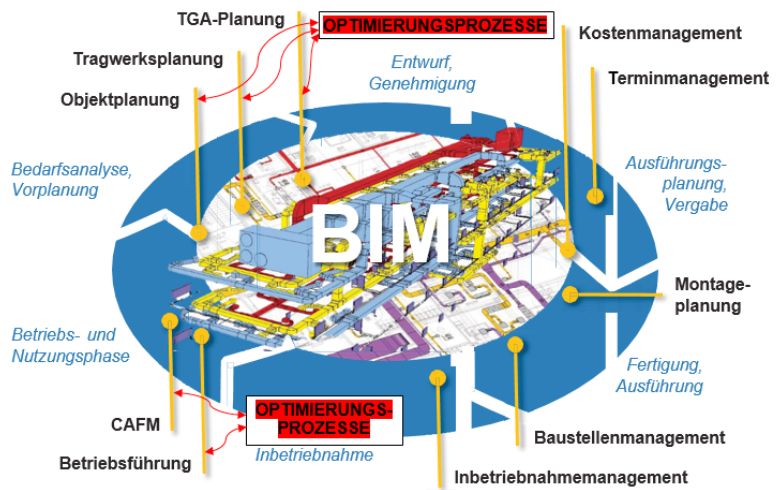 TGA-Planung
OPTIMIERUNGSPROZESSE
Kostenmanagement
Tragwerksplanung
Entwurf,
Genehmigung
Terminmanagement
Objektplanung
Bedarfsanalyse,
Vorplanung
Ausführungs-
planung,
Vergabe
BIM
Montage-
planung
Betriebs- und
Nutzungsphase
Fertigung,
Ausführung
CAFM
OPTIMIERUNGS-
PROZESSE
Baustellenmanagement
Betriebsführung
Inbetriebnahme
Inbetriebnahmemanagement